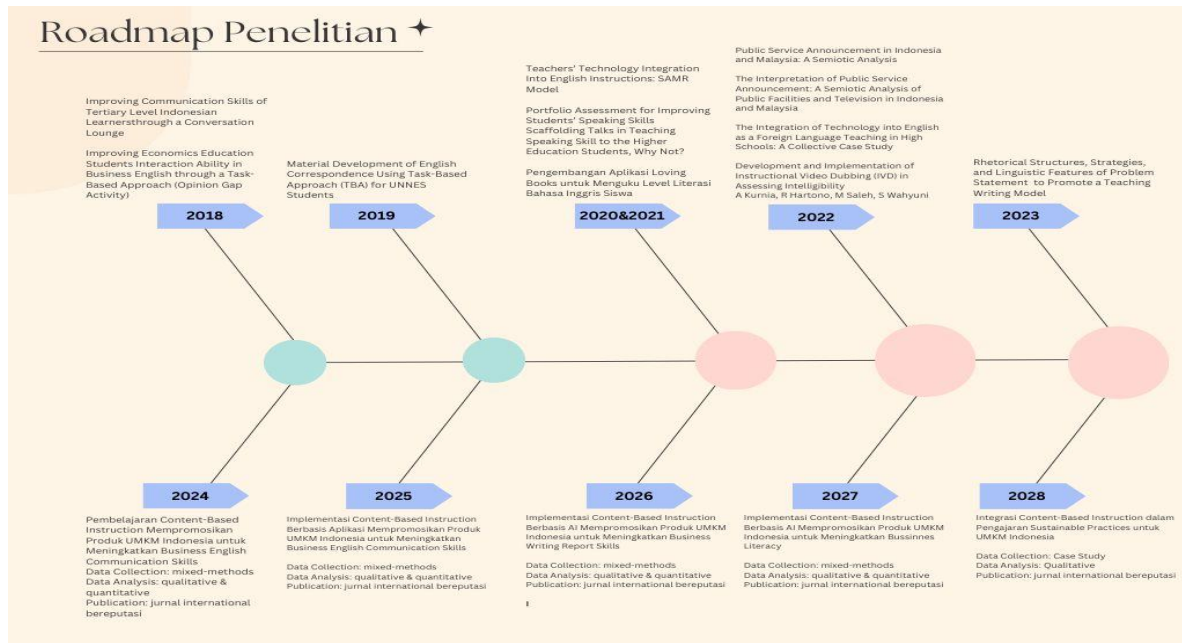 Roadmap Penelitian
Improving Communication Skills of
Tertiary Level Indonesian
Learnersthrough a Conversation
Lounge
Improving Economics Education
Students Interaction Ability in
Business English through a Task-
Based Approach (Opinion Gap
Activity)
2018
Material Development of English
Correspondence Using Task-Based
Approach (TBA) for UNNES
Students
2019
Teachers' Technology Integration
Into English Instructions: SAMR
Model
Portfolio Assessment for Improving
Students' Speaking Skills
Scaffolding Talks in Teaching
Speaking Skill to the Higher
Education Students, Why Not?
Pengembangan Aplikasi Loving
Books untuk Menguku Level Literasi
Bahasa Inggris Siswa
2020&2021
Public Service Announcement in Indonesia
and Malaysia: A Semiotic Analysis
The Interpretation of Public Service
Announcement: A Semiotic Analysis of
Public Facilities and Television in Indonesia
and Malaysia
The Integration of Technology into English
as a Foreign Language Teaching in High
Schools: A Collective Case Study
Development and Implementation of
Instructional Video Dubbing (IVD) in
Assessing Intelligibility
A Kurnia, R Hartono, M Saleh, S Wahyuni
2022
Rhetorical Structures, Strategies,
and Linguistic Features of Problem
Statement to Promote a Teaching
Writing Model
2023
2024
Pembelajaran Content-Based
Instruction Mempromosikan
Produk UMKM Indonesia untuk
Meningkatkan Business English
Communication Skills
Data Collection: mixed-methods
Data Analysis: qualitative &
quantitative
Publication: jurnal international
bereputasi
2025
Implementasi Content-Based Instruction
Berbasis Aplikasi Mempromosikan Produk
UMKM Indonesia untuk Meningkatkan
Business English Communication Skills
Data Collection: mixed-methods
Data Analysis: qualitative & quantitative
Publication: jurnal international bereputasi
2026
Implementasi Content-Based Instruction
Berbasis AI Mempromosikan Produk UMKM
Indonesia untuk Meningkatkan Business
Writing Report Skills
Data Collection: mixed-methods
Data Analysis: qualitative & quantitative
Publication: jurnal international bereputasi
2027
Implementasi Content-Based Instruction
Berbasis AI Mempromosikan Produk UMKM
Indonesia untuk Meningkatkan Bussinnes
Literacy
Data Collection: mixed-methods
Data Analysis: qualitative & quantitative
Publication: jurnal international bereputasi
2028
Integrasi Content-Based Instruction dalam
Pengajaran Sustainable Practices untuk
UMKM Indonesia
Data Collection: Case Study
Data Analysis: Qualitative
Publication: jurnal international bereputasi